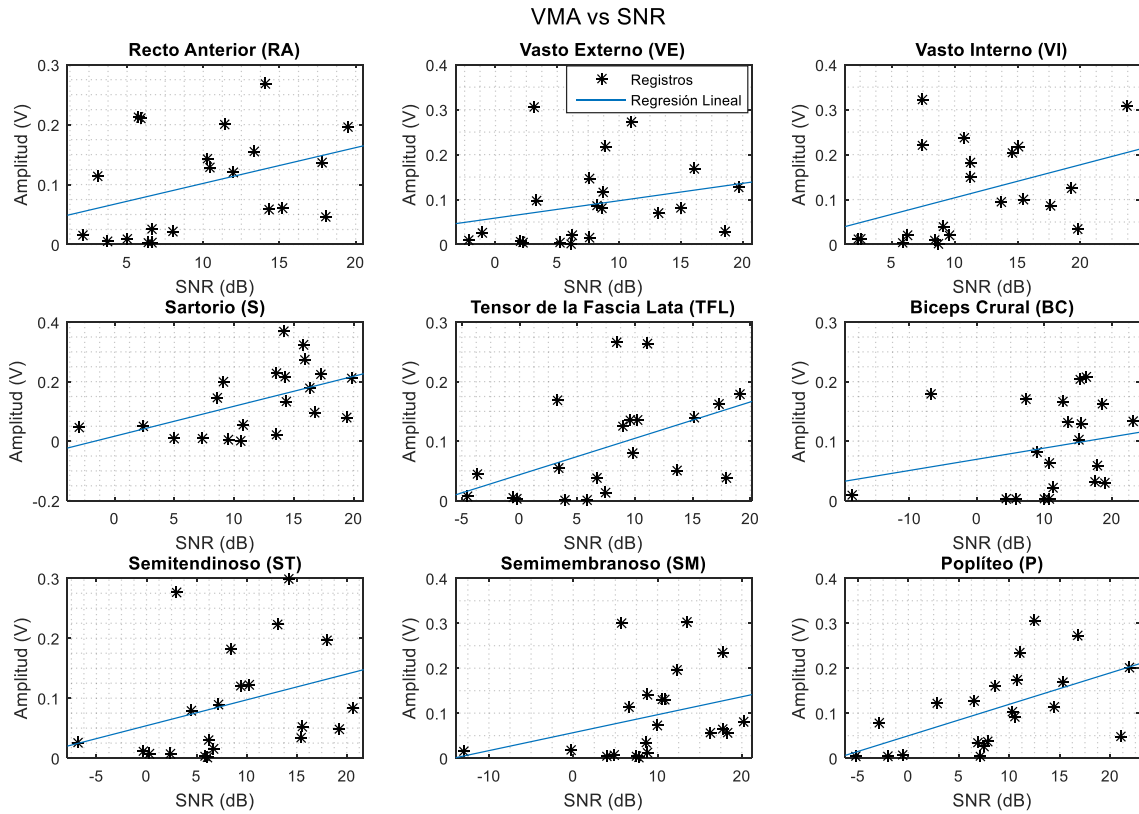 VMA vs SNR
Recto Anterior (RA)
0.3
0.2
0.1
0
Amplitud (V)
5 10 15 20
SNR (dB)
Vasto Externo (VE)
0.4
0.3
0.2
0.1
0
Amplitud (V)
Registros
Regresión Lineal
0 5 10 15 20
SNR (dB)
Vasto Interno (VI)
0.4
0.3
0.2
0.1
0
Amplitud (V)
5 10 15 20
SNR (dB)
Sartorio (S)
0.4
0.2
0
-0.2
Amplitud (V)
0 5 10 15 20
SNR (dB)
Tensor de la Fascia Lata (TFL)
0.3
0.2
0.1
0
Amplitud (V)
-5 0 5 10 15 20
SNR (dB)
Biceps Crural (BC)
0.3
0.2
0.1
0
Amplitud (V)
-10 0 10 20
SNR (dB)
Semitendinoso (ST)
0.3
0.2
0.1
0
Amplitud (V)
-5 0 5 10 15 20
SNR (dB)
Semimembranoso (SM)
0.4
0.3
0.2
0.1
0
Amplitud (V)
-10 0 10 20
SNR (dB)
Poplíteo (P)
0.4
0.3
0.2
0.1
0
Amplitud (V)
-5 0 5 10 15 20
SNR (dB)